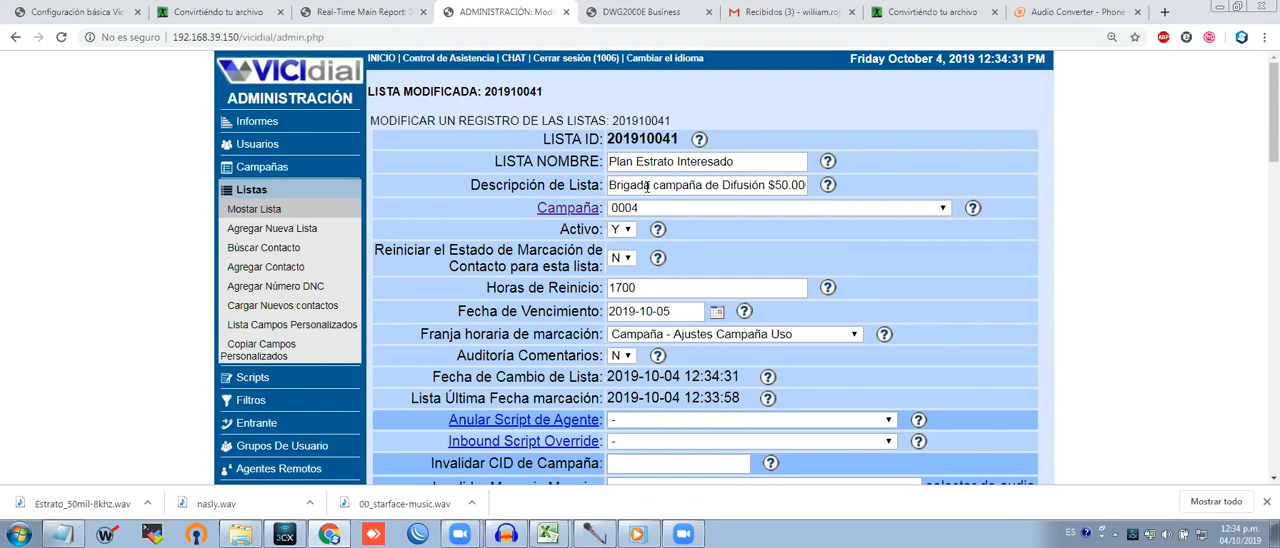 Configuración básica Vic
Convirtiéndo tu archivo
Real-Time Main Report: D
ADMINISTRACIÓN: Modi
DWG2000E Business
Recibidos (3) - william.roj
Convirtiéndo tu archivo
Audio Converter - Phone
No es seguro
192.168.39.150/vicidial/admin.php
VICIdial
INICIO | Control de Asistencia | CHAT | Cerrar sesión (1006) | Cambiar el idioma
Friday October 4, 2019 12:34:31 PM
ADMINISTRACIÓN
Informes
Usuarios
Campañas
Listas
Mostar Lista
Agregar Nueva Lista
Búscar Contacto
Agregar Contacto
Agregar Número DNC
Cargar Nuevos contactos
Lista Campos Personalizados
Copiar Campos
Personalizados
Scripts
Filtros
Entrante
Grupos De Usuario
Agentes Remotos
LISTA MODIFICADA: 201910041
MODIFICAR UN REGISTRO DE LAS LISTAS: 201910041
LISTA ID: 201910041
LISTA NOMBRE: Plan Estrato Interesado
Descripción de Lista: Brigada campaña de Difusión $50.00
Campaña: 0004
Activo: Y
Reiniciar el Estado de Marcación de
Contacto para esta lista: N
Horas de Reinicio: 1700
Fecha de Vencimiento: 2019-10-05
Franja horaria de marcación: Campaña - Ajustes Campaña Uso
Auditoría Comentarios: N
Fecha de Cambio de Lista: 2019-10-04 12:34:31
Lista Última Fecha marcación: 2019-10-04 12:33:58
Anular Script de Agente: -
Inbound Script Override: -
Invalidar CID de Campaña:
selector de audio
Estrato_50mil-8khz.wav
nasly.wav
00_starface-music.wav
Mostrar todo
3CX
ES
12:34 p.m.
04/10/2019